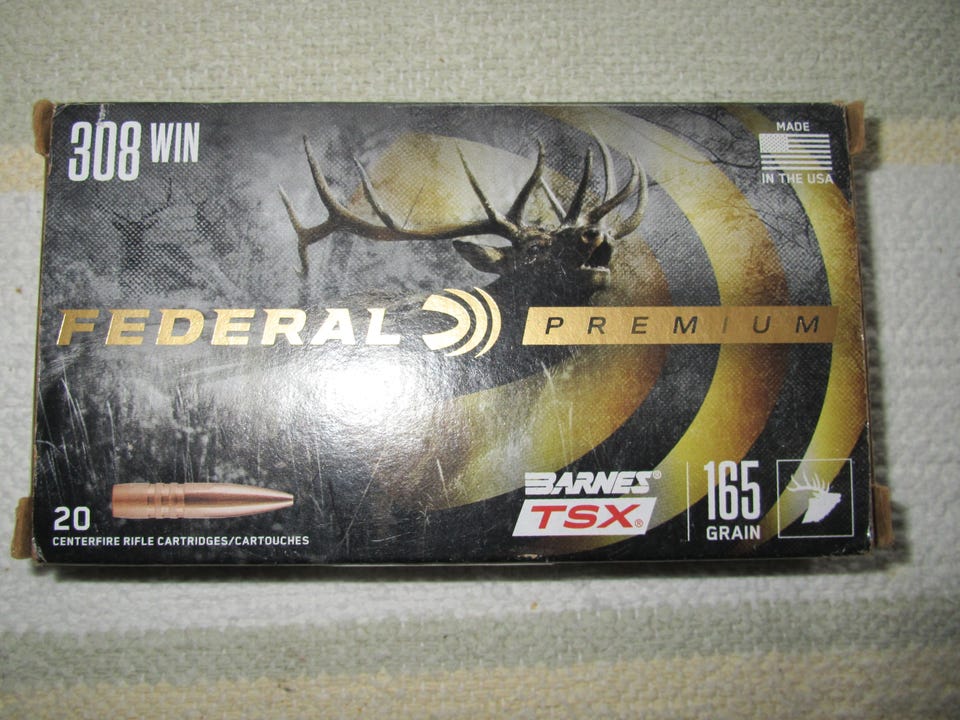 308 WIN
MADE
IN THE USA
FEDERAL PREMIUM
20
CENTERFIRE RIFLE CARTRIDGES/CARTOUCHES
BARNES®
TSX®
165
GRAIN